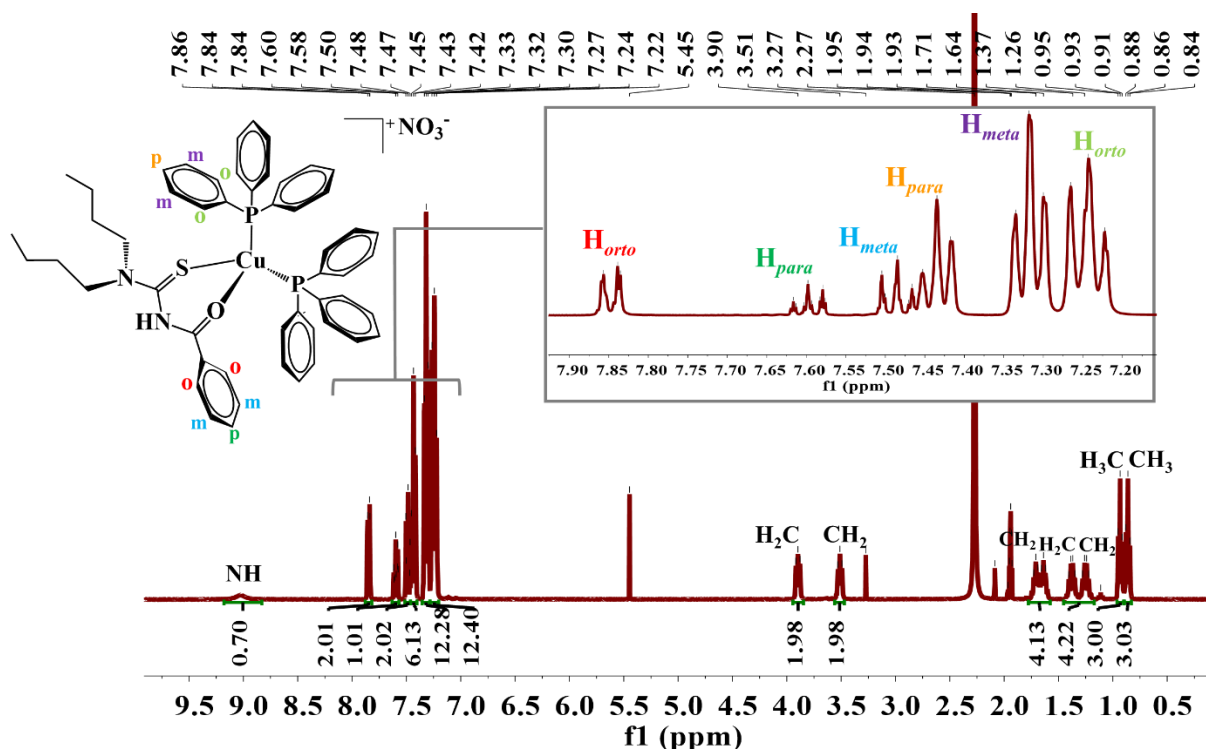 7.86 7.84 7.84 7.60 7.58 7.50 7.48 7.47 7.45 7.43 7.42 7.33 7.32 7.30 7.27 7.24 7.22 5.45 3.90 3.51 3.27 2.27 1.95 1.94 1.93 1.71 1.64 1.37 1.26 0.95 0.93 0.91 0.88 0.86 0.84
+ NO3-
p m o
m o
P
N S Cu P
HN O
o o
m m
p
Hmeta
Horto
Hpara
Horto
Hmeta
Hpara
7.90 7.85 7.80 7.75 7.70 7.65 7.60 7.55 7.50 7.45 7.40 7.35 7.30 7.25 7.20
f1 (ppm)
H3C CH3
H2C CH2
CH2 H2C CH2
NH
0.70 2.01 1.01 2.02 6.13 12.28 12.40 1.98 1.98 4.13 4.22 3.00 3.03
9.5 9.0 8.5 8.0 7.5 7.0 6.5 6.0 5.5 5.0 4.5 4.0 3.5 3.0 2.5 2.0 1.5 1.0 0.5
f1 (ppm)